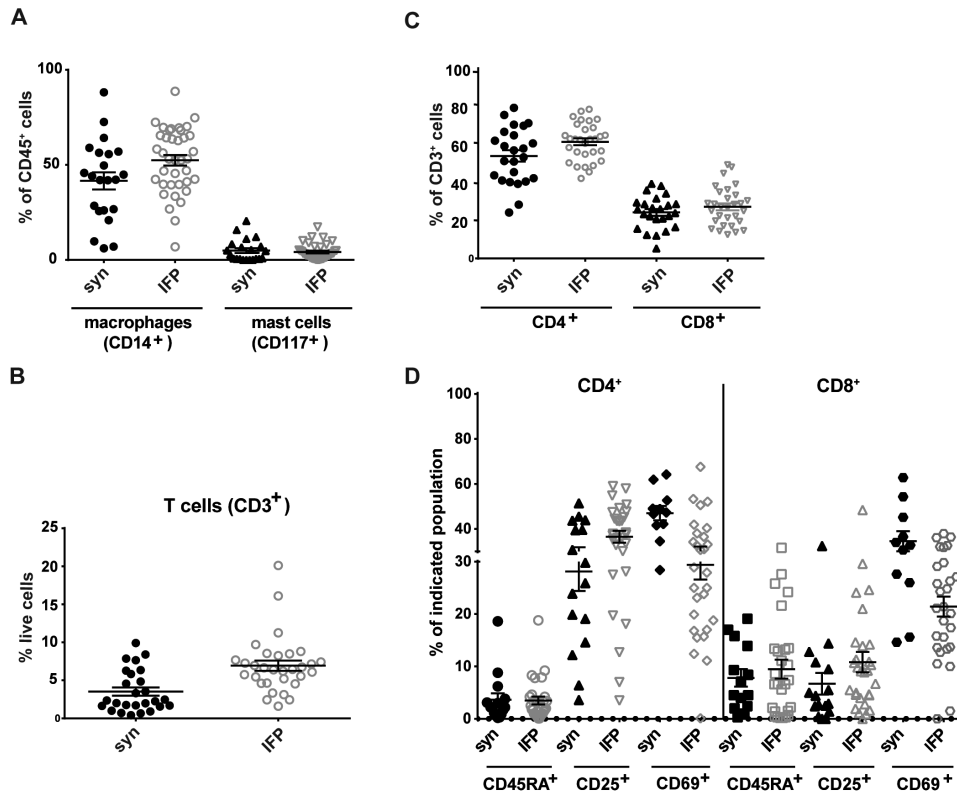 A
% of CD45⁺ cells
100
50
0
syn
IFP
syn
IFP
macrophages
(CD14+)
mast cells
(CD117+)
C
% of CD3⁺ cells
100
80
60
40
20
0
syn
IFP
syn
IFP
CD4⁺
CD8⁺
B
T cells (CD3⁺)
% live cells
25
20
15
10
5
0
syn
IFP
D
CD4⁺
CD8⁺
% of indicated population
100
80
60
40
30
20
10
0
syn
IFP
syn
IFP
syn
IFP
syn
IFP
syn
IFP
syn
IFP
CD45RA⁺
CD25⁺
CD69⁺
CD45RA⁺
CD25⁺
CD69⁺